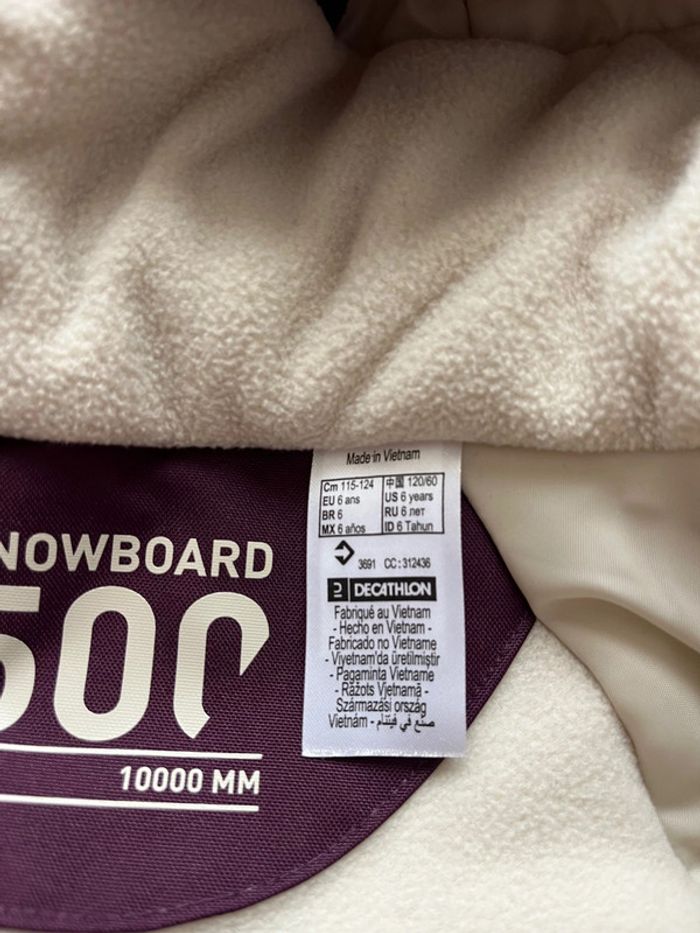 Made in Vietnam
Cm 115-124 中国 120/60
EU 6 ans US 6 years
BR 6 RU 6 лет
MX 6 años ID 6 Tahun
3691 CC:312436
DECATHLON
Fabriqué au Vietnam
- Hecho en Vietnam -
Fabricado no Vietname
- Viyetnam'da üretilmiştir
- Pagaminta Vietname
- Ražots Vjetnamā -
Származási ország
Vietnám - صنع في فيتنام
NOWBOARD
500
10000 MM